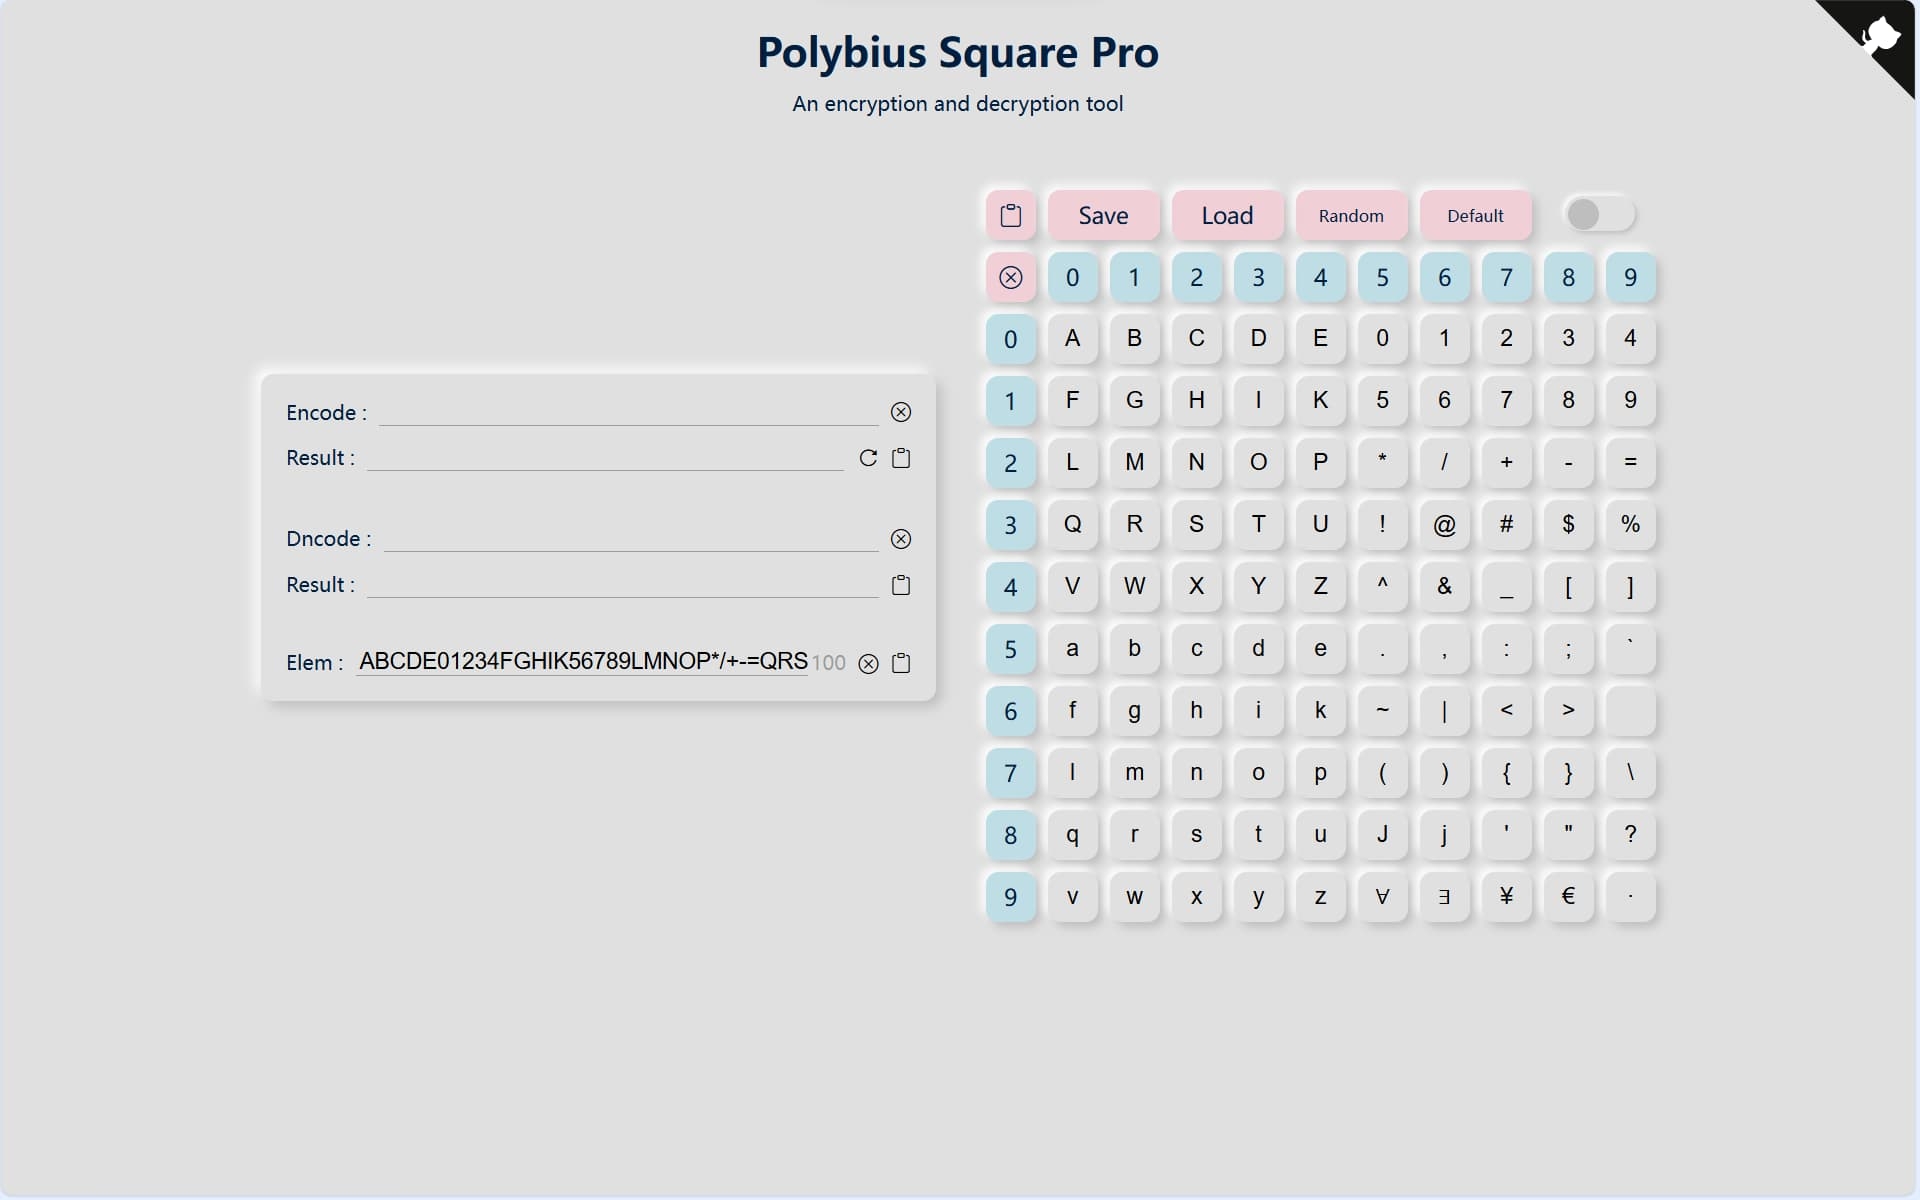 Polybius Square Pro
An encryption and decryption tool
Save Load Random Default
0 1 2 3 4 5 6 7 8 9
0 A B C D E 0 1 2 3 4
1 F G H I K 5 6 7 8 9
2 L M N O P * / + - =
3 Q R S T U ! @ # $ %
4 V W X Y Z ^ & _ [ ]
5 a b c d e . , : ; `
6 f g h i k ~ | < >
7 l m n o p ( ) { } \
8 q r s t u J j ' " ?
9 v w x y z ∀ ∃ ¥ € ·
Encode :
Result :
Dncode :
Result :
Elem : ABCDE01234FGHIK56789LMNOP*/+-=QRS 100